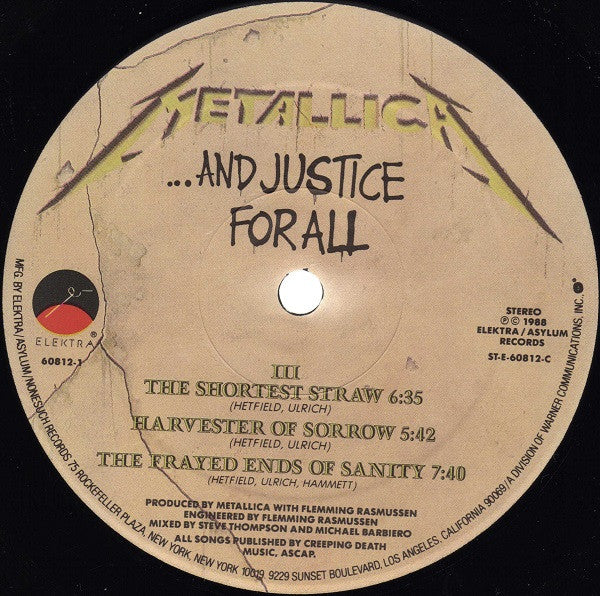 METALLICA
...AND JUSTICE
FOR ALL
ELEKTRA®
60812-1
STEREO
Ⓟ © 1988
ELEKTRA/ASYLUM
RECORDS
ST-E-60812-C
III
THE SHORTEST STRAW 6:35
(HETFIELD, ULRICH)
HARVESTER OF SORROW 5:42
(HETFIELD, ULRICH)
THE FRAYED ENDS OF SANITY 7:40
(HETFIELD, ULRICH, HAMMETT)
PRODUCED BY METALLICA WITH FLEMMING RASMUSSEN
ENGINEERED BY FLEMMING RASMUSSEN
MIXED BY STEVE THOMPSON AND MICHAEL BARBIERO
ALL SONGS PUBLISHED BY CREEPING DEATH
MUSIC, ASCAP.
MFG. BY ELEKTRA/ASYLUM/NONESUCH RECORDS 75 ROCKEFELLER PLAZA, NEW YORK, NEW YORK 10019 9229 SUNSET BOULEVARD, LOS ANGELES, CALIFORNIA 90069/A DIVISION OF WARNER COMMUNICATIONS, INC.